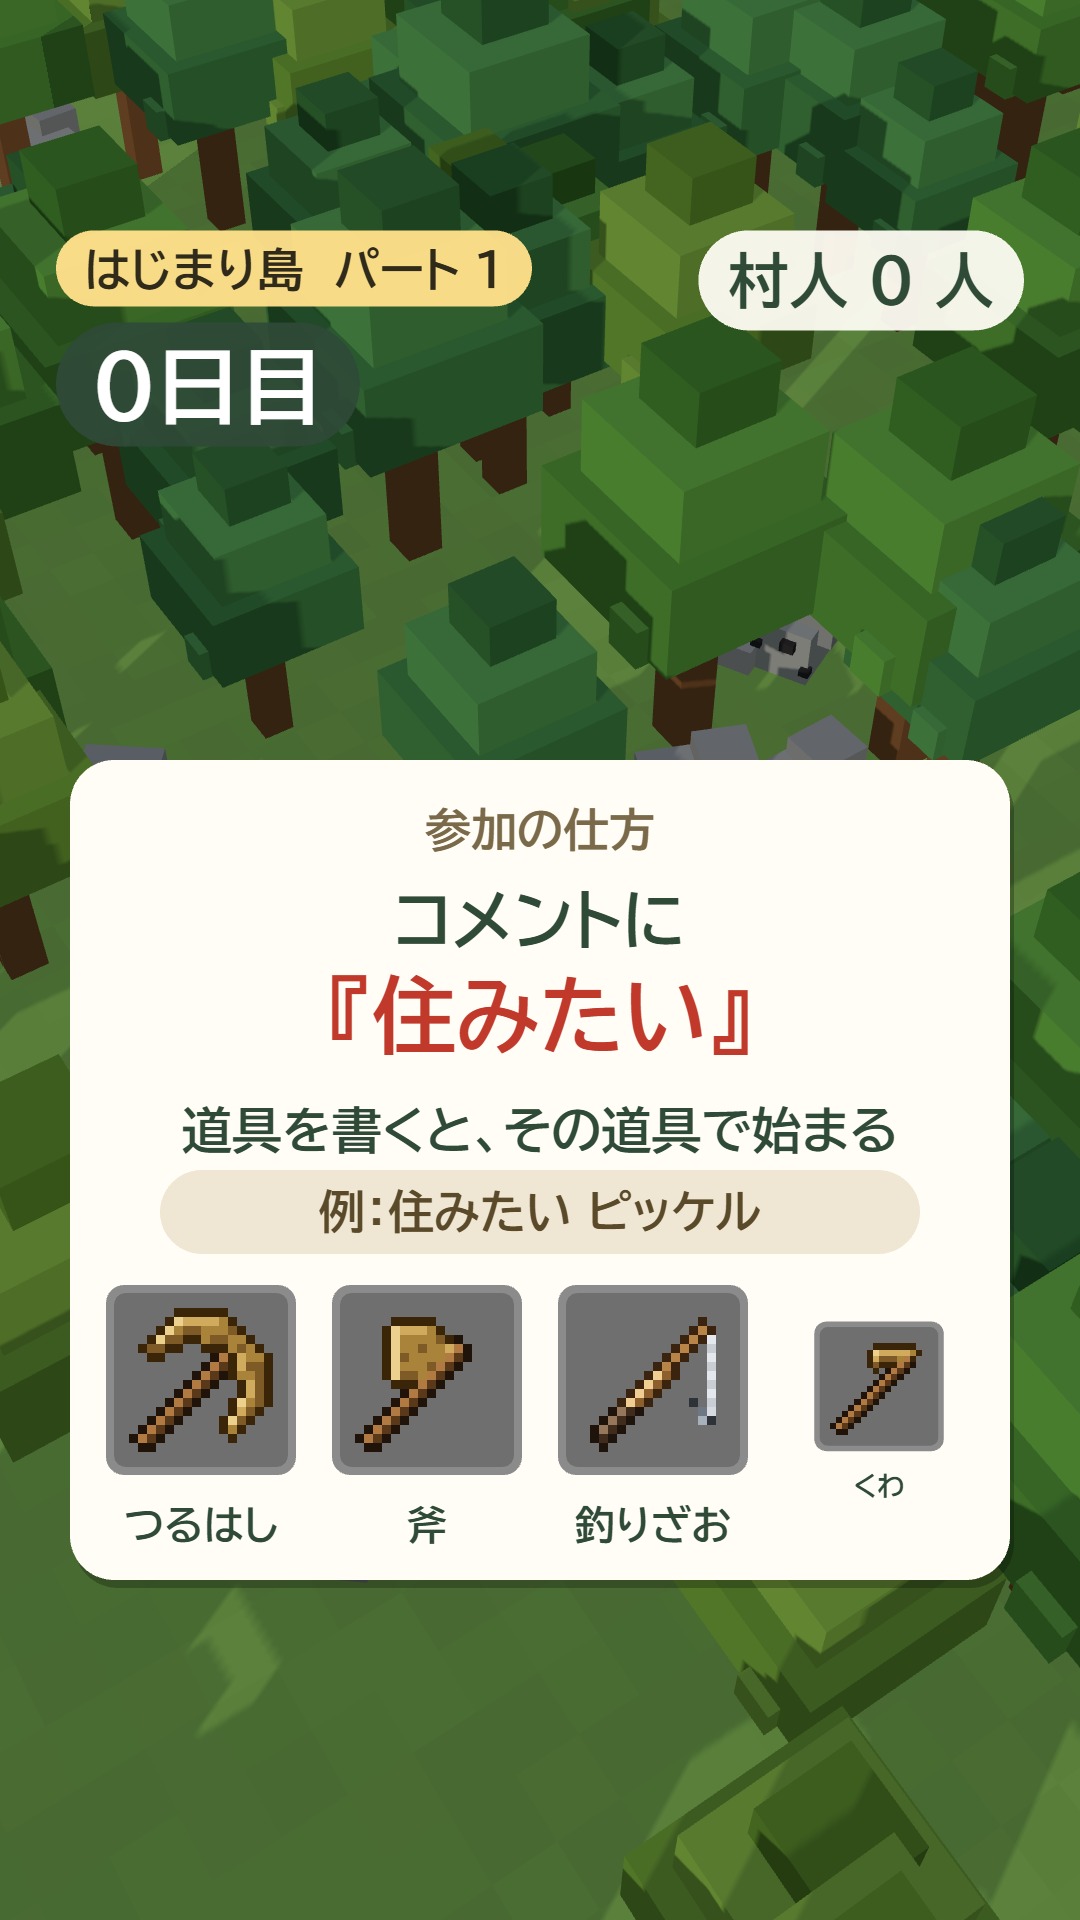 はじまり島 パート 1
村人 0 人
0日目
参加の仕方
コメントに
『住みたい』
道具を書くと、その道具で始まる
例：住みたい ピッケル
つるはし
斧
釣りざお
くわ